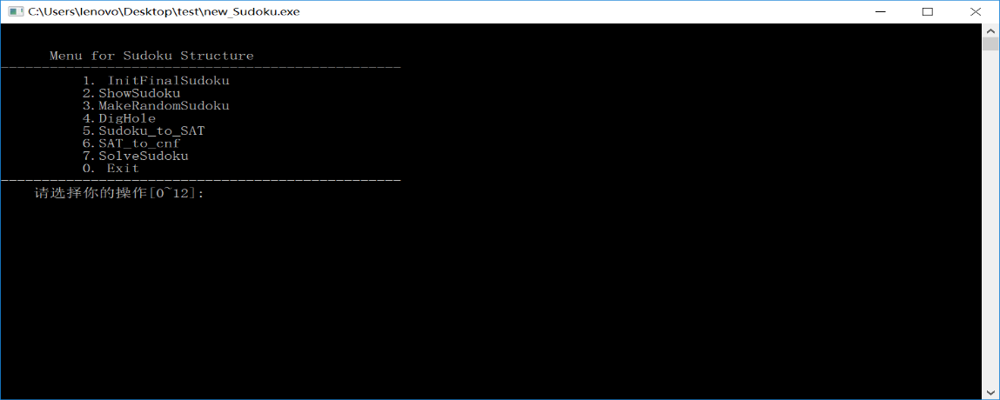 C:\Users\lenovo\Desktop\test\new_Sudoku.exe
Menu for Sudoku Structure
-------------------------------------------------
1. InitFinalSudoku
2.ShowSudoku
3.MakeRandomSudoku
4.DigHole
5.Sudoku_to_SAT
6.SAT_to_cnf
7.SolveSudoku
0. Exit
-------------------------------------------------
请选择你的操作[0~12]: